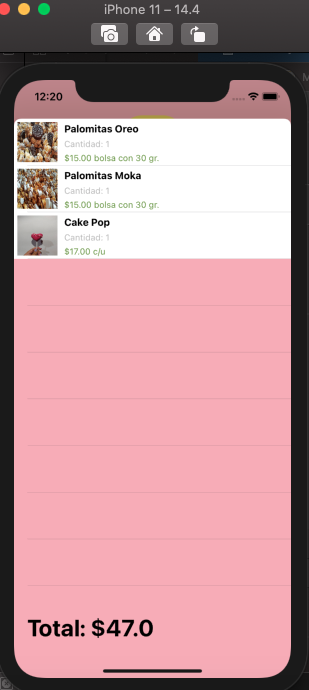 iPhone 11 – 14.4
12:20
Palomitas Oreo
Cantidad: 1
$15.00 bolsa con 30 gr.
Palomitas Moka
Cantidad: 1
$15.00 bolsa con 30 gr.
Cake Pop
Cantidad: 1
$17.00 c/u
Total: $47.0